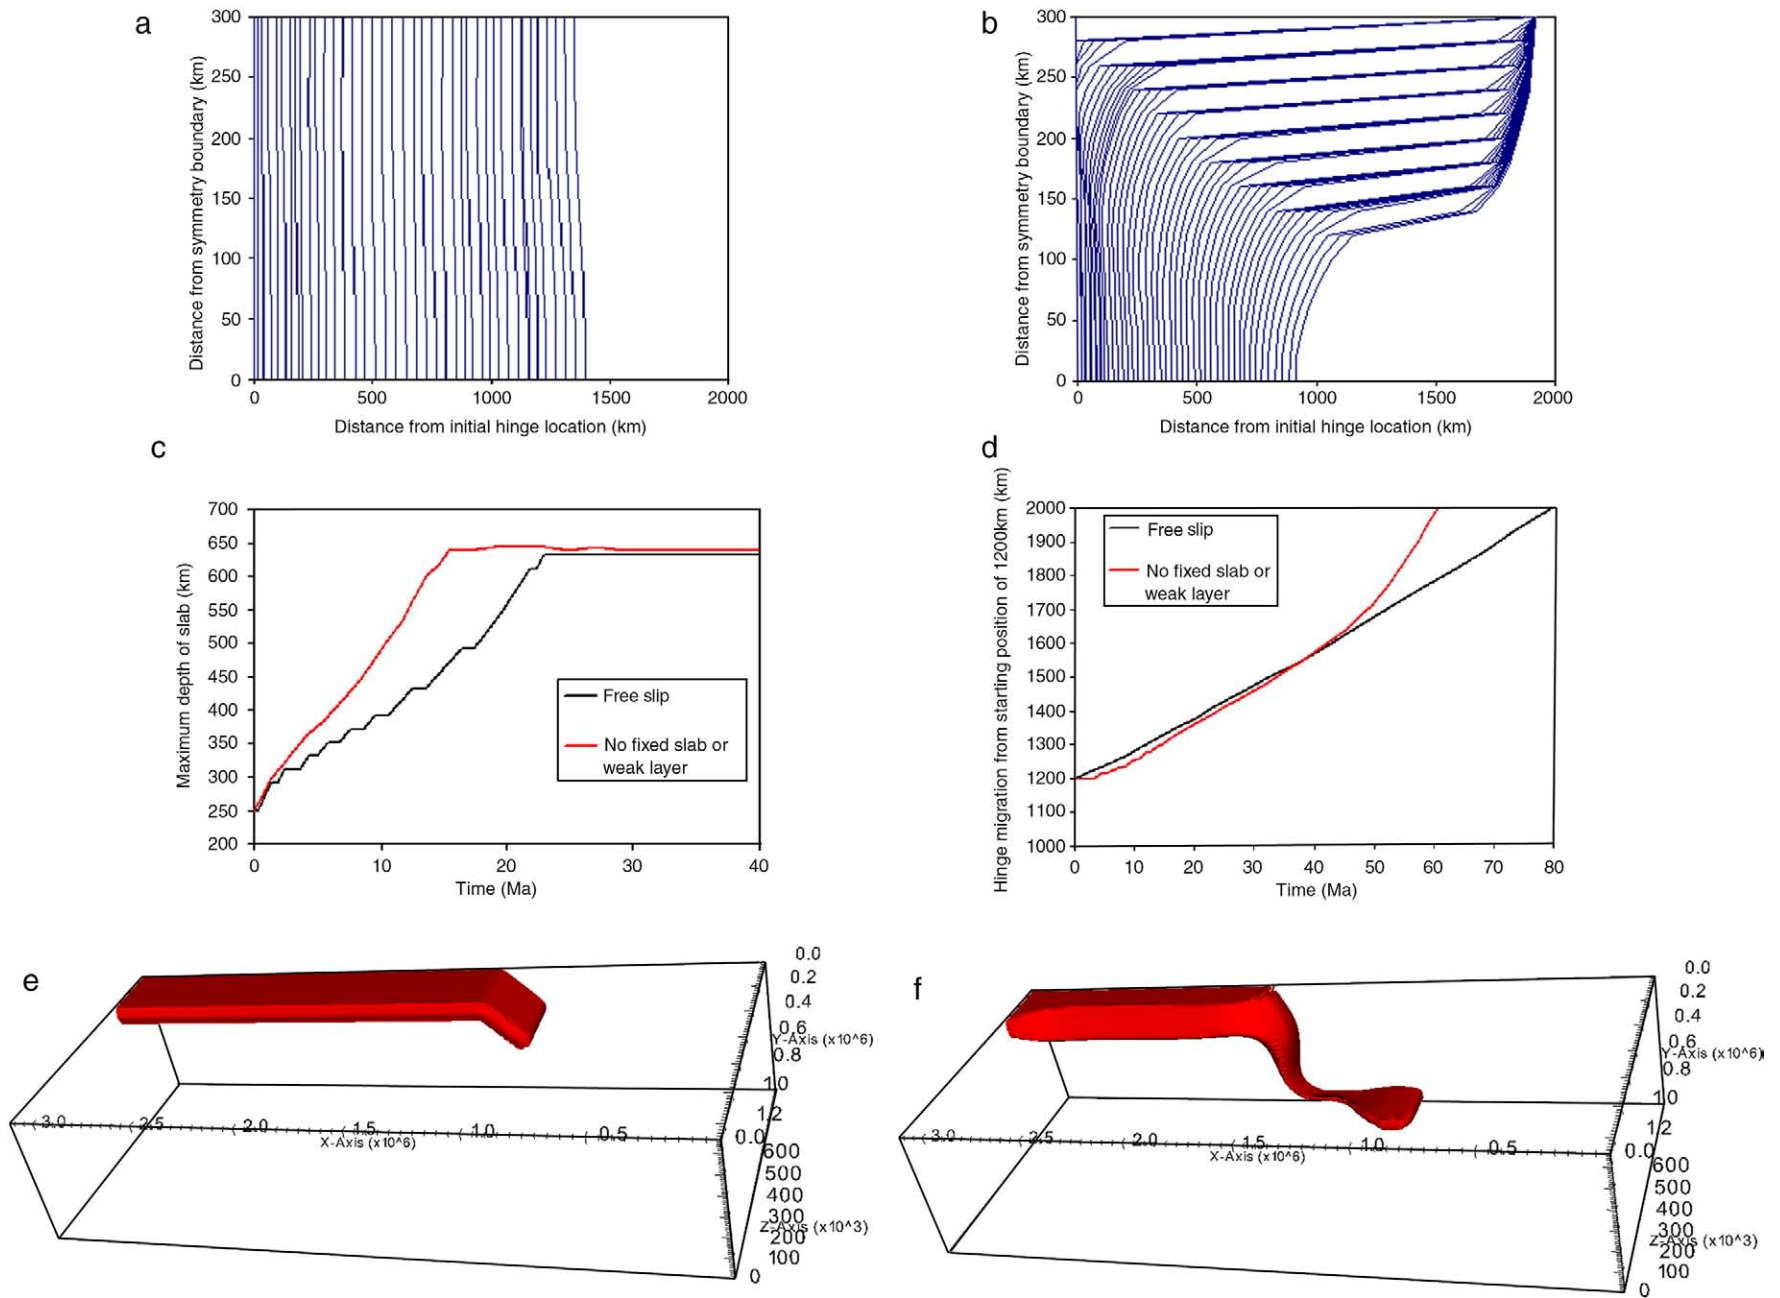 a
300
250
200
150
100
50
0
Distance from symmetry boundary (km)
0 500 1000 1500 2000
Distance from initial hinge location (km)
b
300
250
200
150
100
50
0
Distance from symmetry boundary (km)
0 500 1000 1500 2000
Distance from initial hinge location (km)
c
700
650
600
550
500
450
400
350
300
250
200
Maximum depth of slab (km)
Free slip
No fixed slab or
weak layer
0 10 20 30 40
Time (Ma)
d
2000
1900
1800
1700
1600
1500
1400
1300
1200
1100
1000
Hinge migration from starting position of 1200km (km)
Free slip
No fixed slab or
weak layer
0 10 20 30 40 50 60 70 80
Time (Ma)
e
0.0
0.2
0.4
0.6
Y-Axis (x10^6)
0.8
1.0
1.2
3.0 2.5 2.0 1.5 1.0 0.5 0.0
X-Axis (x10^6)
600
500
400
300
Z-Axis (x10^3)
200
100
0
f
0.0
0.2
0.4
0.6
Y-Axis (x10^6)
0.8
1.0
1.2
3.0 2.5 2.0 1.5 1.0 0.5 0.0
X-Axis (x10^6)
600
500
400
300
Z-Axis (x10^3)
200
100
0